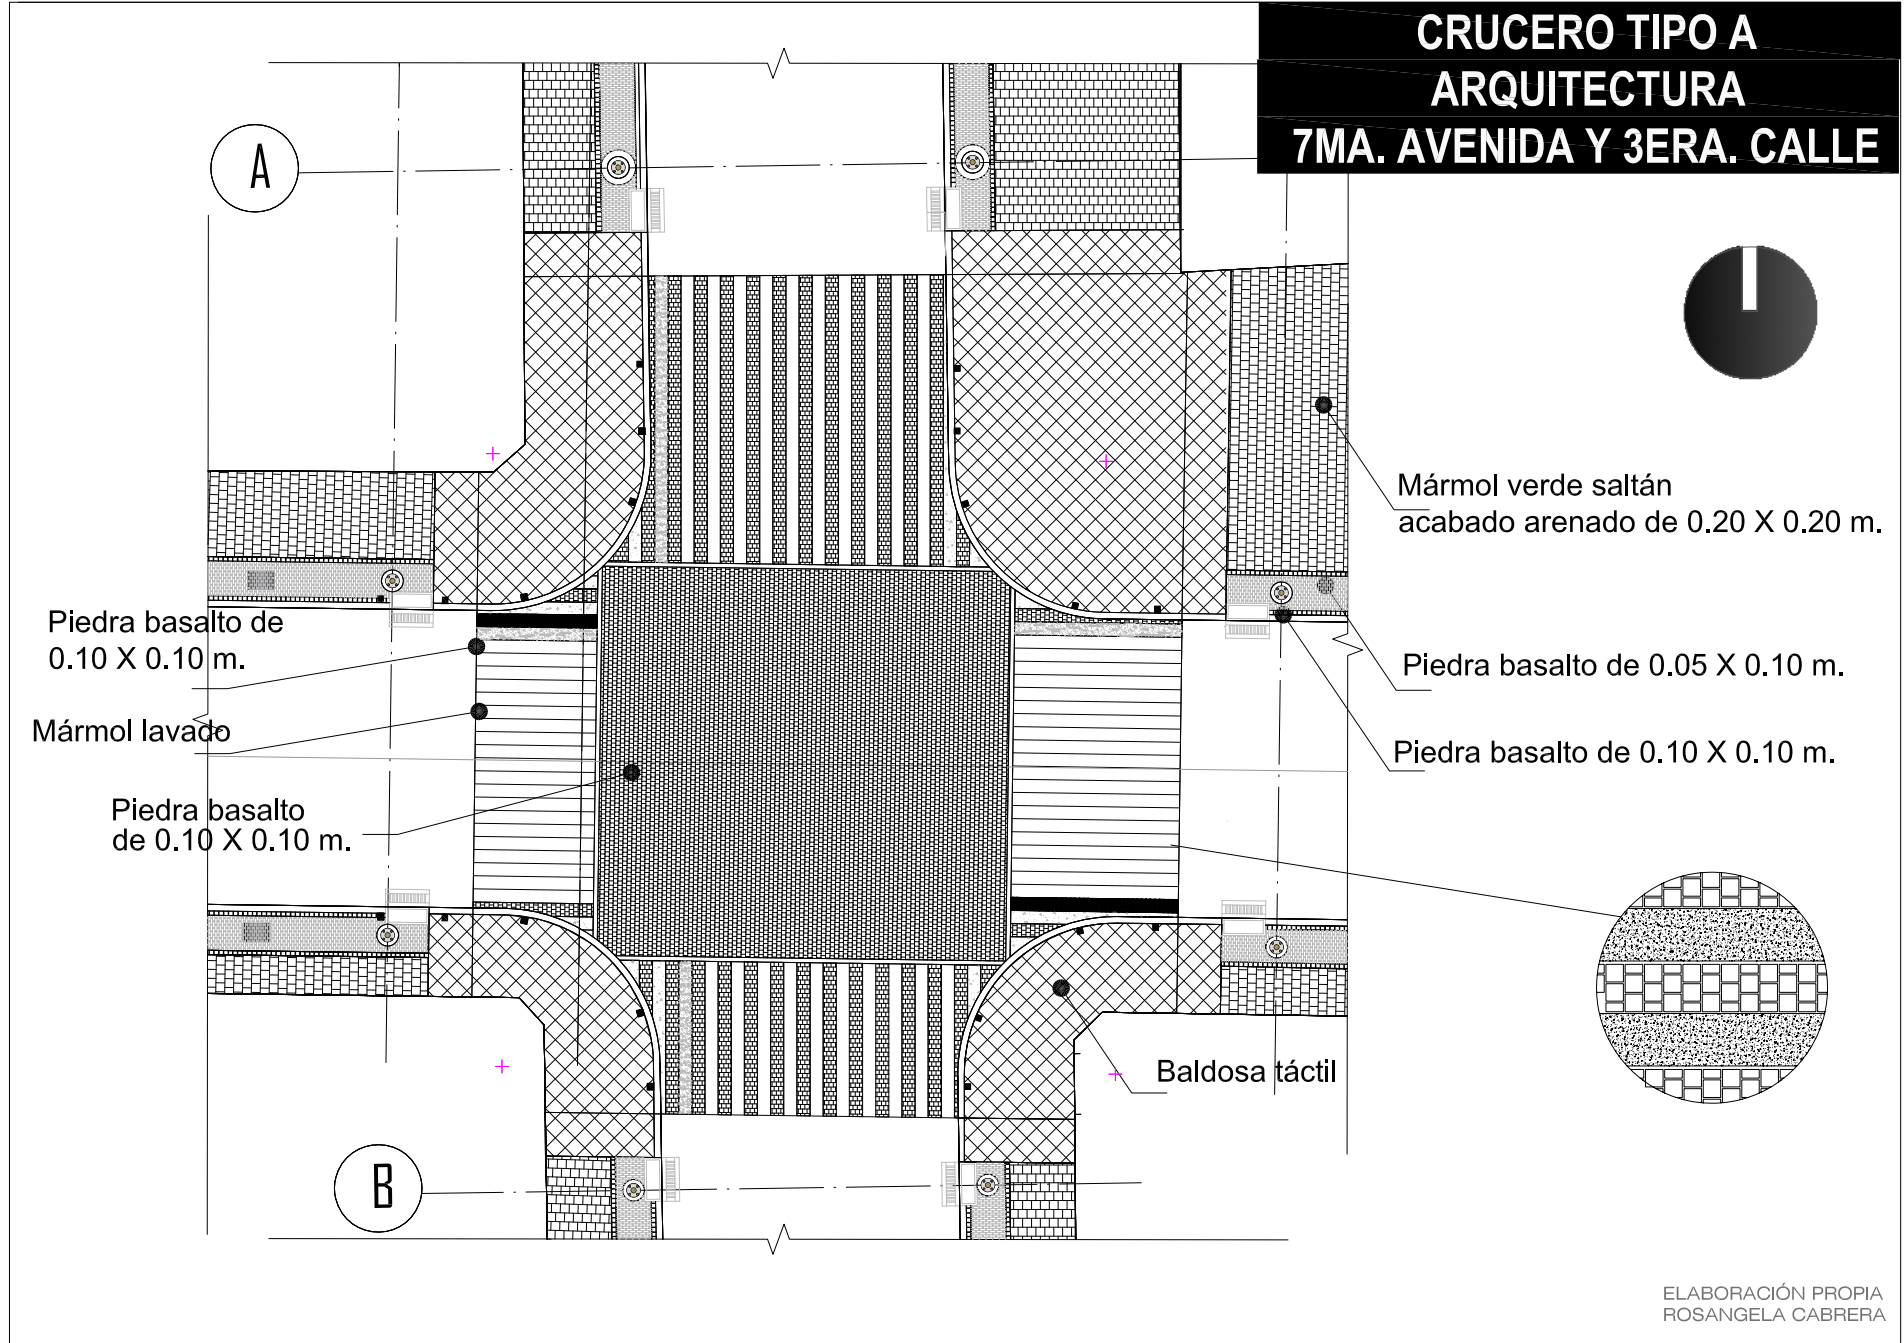 CRUCERO TIPO A
ARQUITECTURA
7MA. AVENIDA Y 3ERA. CALLE
A
Mármol verde saltán
acabado arenado de 0.20 X 0.20 m.
Piedra basalto de
0.10 X 0.10 m.
Piedra basalto de 0.05 X 0.10 m.
Mármol lavado
Piedra basalto de 0.10 X 0.10 m.
Piedra basalto
de 0.10 X 0.10 m.
Baldosa táctil
B
ELABORACIÓN PROPIA
ROSANGELA CABRERA